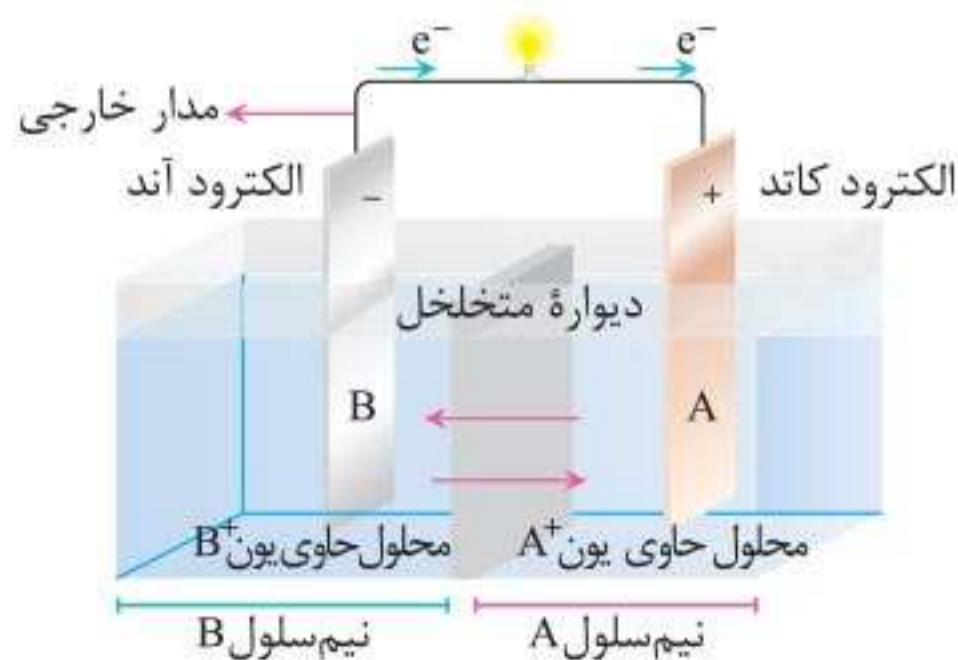 e⁻ e⁻
مدار خارجی
الکترود کاتد + − الکترود آند
دیوارهٔ متخلخل
A B
محلول حاوی یون A⁺ محلول حاوی یون B⁺
نیم‌سلول A نیم‌سلول B